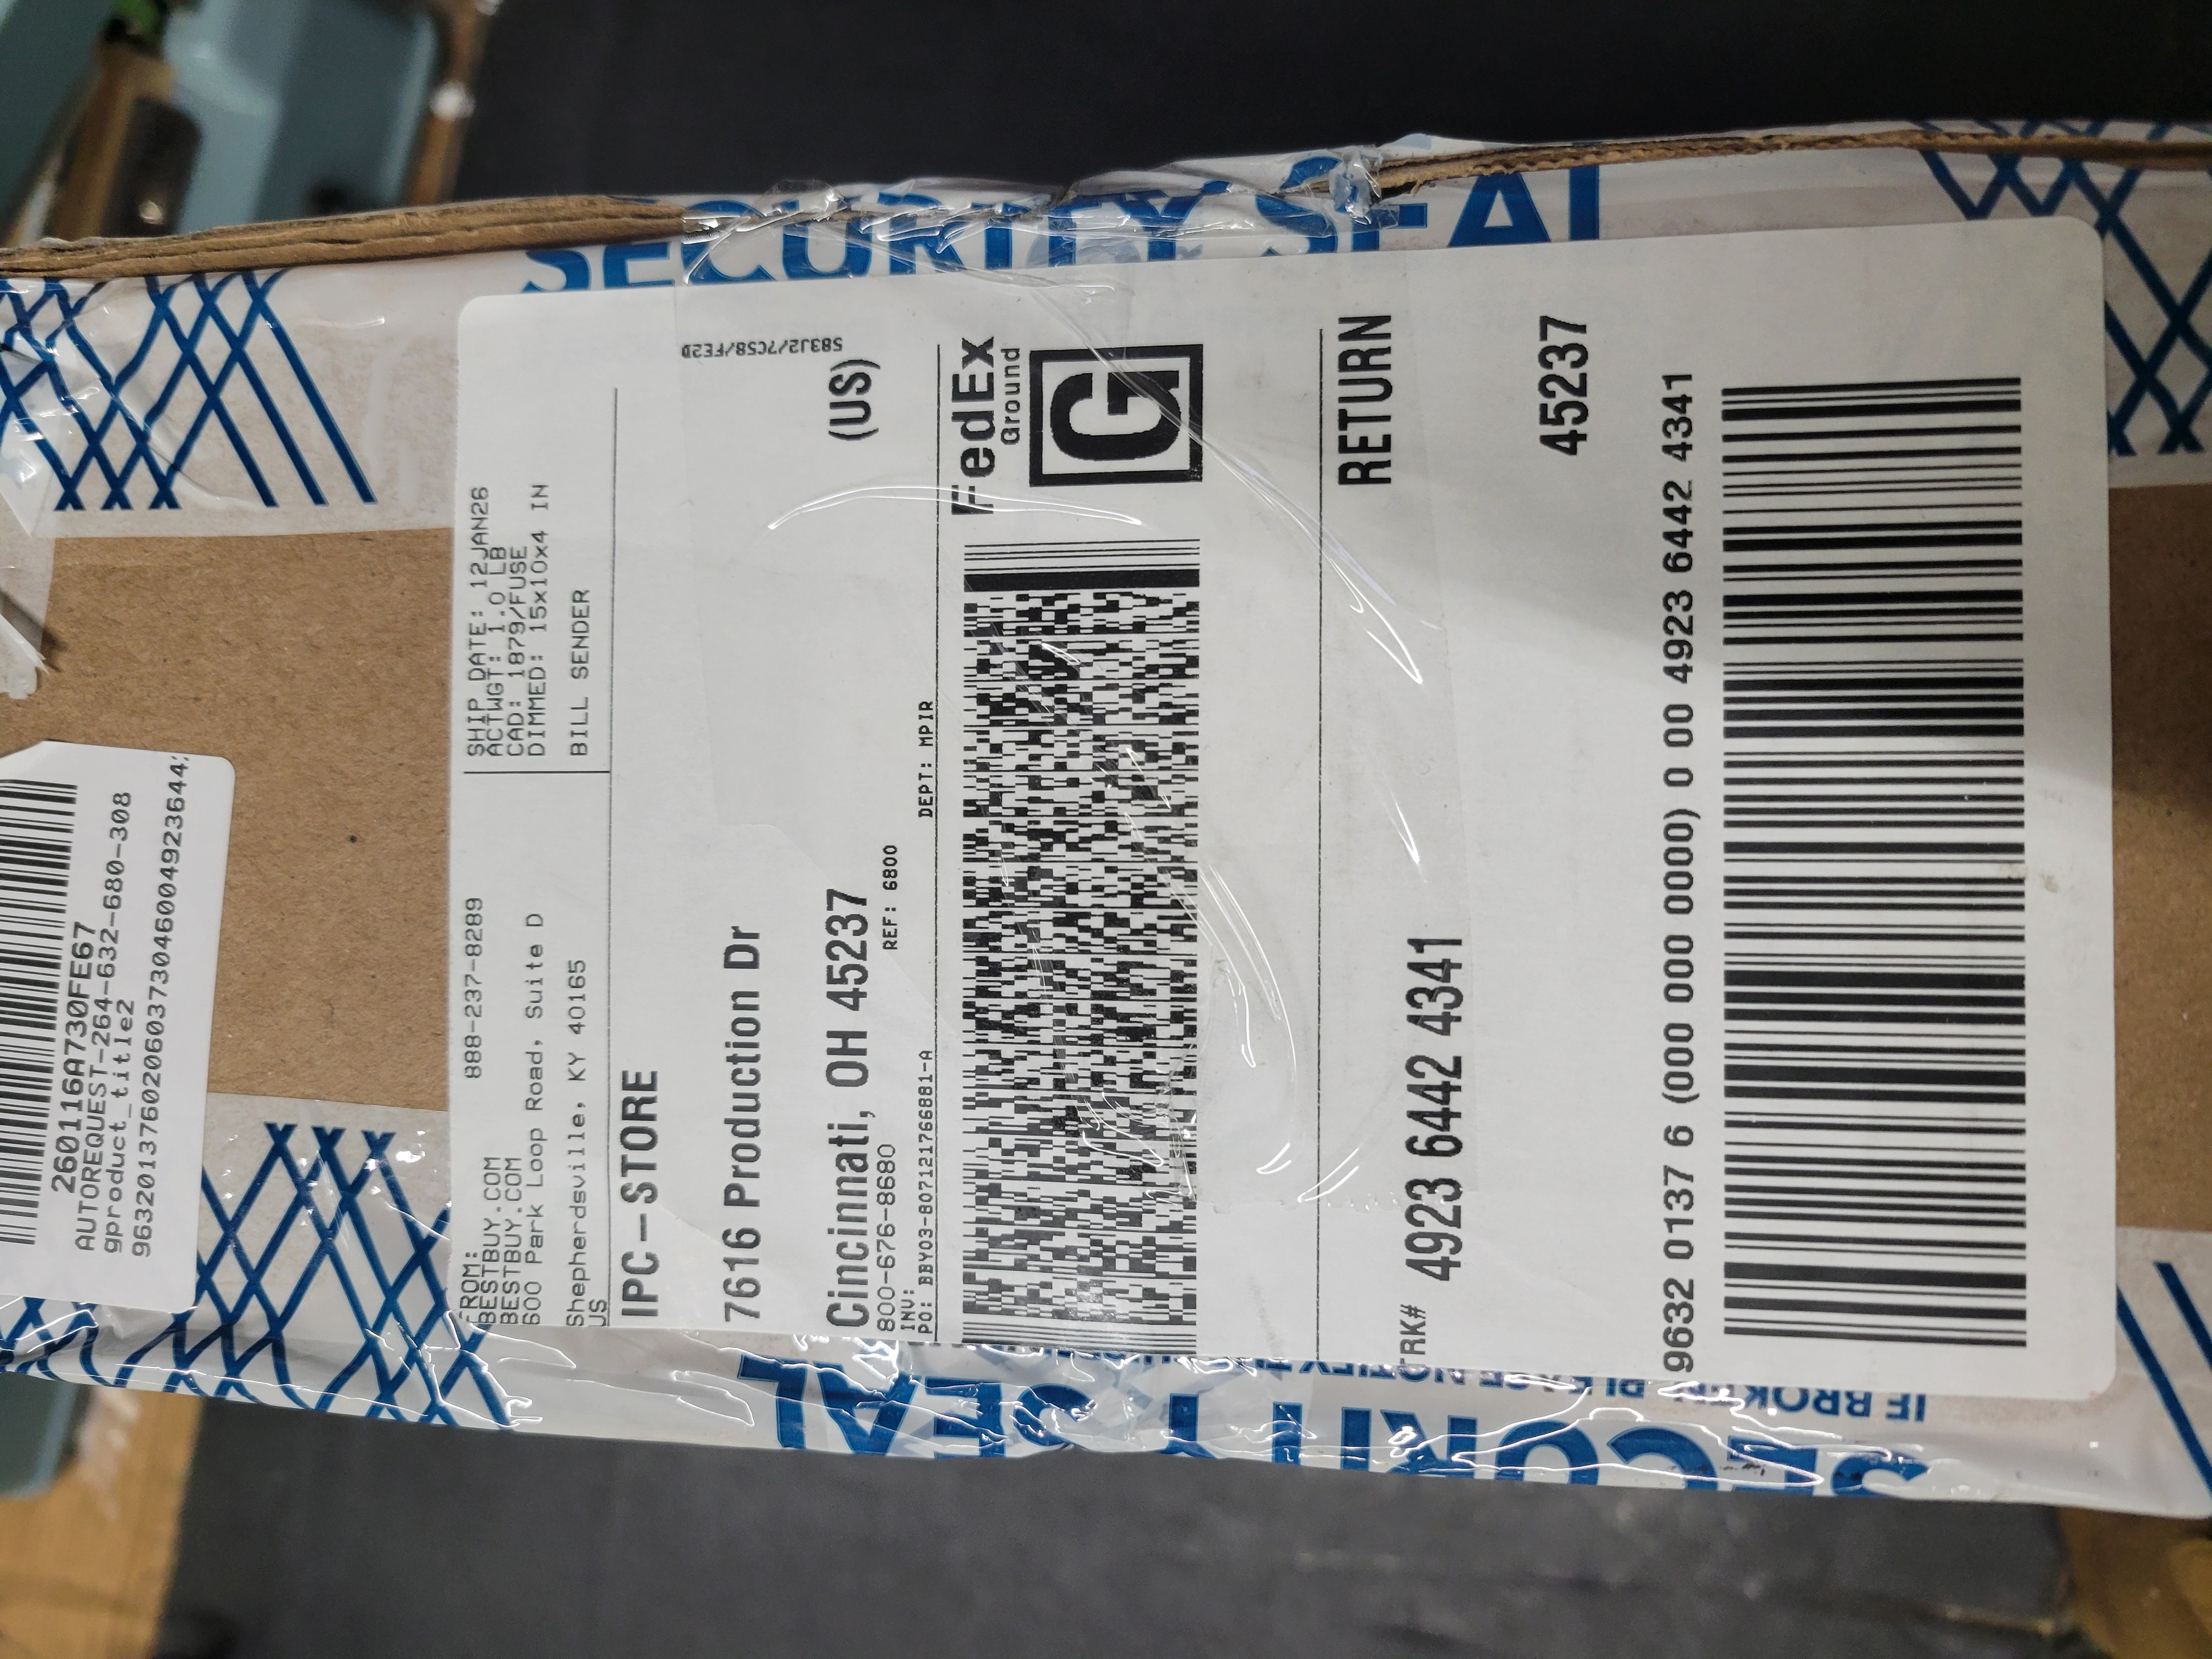 SECURITY SEAL
260116A730FE67
AUTOREQUEST-264-632-680-308
gproduct_title2
FROM:
888-237-8289
BESTBUY.COM
BESTBUY.COM
600 Park Loop Road, Suite D
Shepherdsville, KY 40165
US
SHIP DATE: 12JAN26
ACTWGT: 1.0 LB
CAD: 1879/FUSE
DIMMED: 15x10x4 IN
BILL SENDER
IPC-STORE
7616 Production Dr
Cincinnati, OH 45237
(US)
583J2/7C58/FE2D
800-676-8680
REF: 6800
INV:
PO: BBY03-807121766881-A
DEPT: MPIR
FedEx
Ground
G
RETURN
TRK# 4923 6442 4341
45237
9632 0137 6 (000 000 0000) 0 00 4923 6442 4341
SECURITY SEAL
IF BROKEN, PLEASE NOTIFY